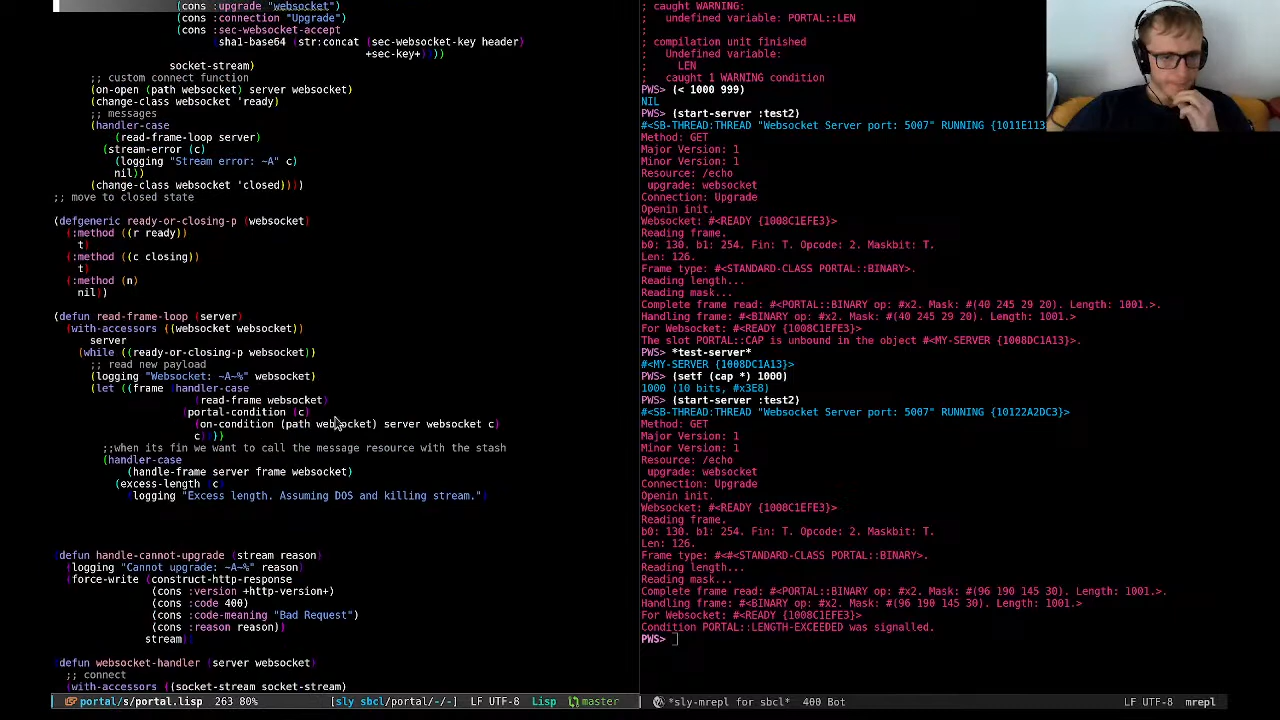 (cons :upgrade "websocket")
(cons :connection "Upgrade")
(cons :sec-websocket-accept
(sha1-base64 (str:concat (sec-websocket-key header)
+sec-key+))))
socket-stream)
;; custom connect function
(on-open (path websocket) server websocket)
(change-class websocket 'ready)
;; messages
(handler-case
(read-frame-loop server)
(stream-error (c)
(logging "Stream error: ~A" c)
nil))
(change-class websocket 'closed))))
;; move to closed state
(defgeneric ready-or-closing-p (websocket)
(:method ((r ready))
t)
(:method ((c closing))
t)
(:method (n)
nil))
(defun read-frame-loop (server)
(with-accessors ((websocket websocket))
server
(while ((ready-or-closing-p websocket))
;; read new payload
(logging "Websocket: ~A~%" websocket)
(let ((frame (handler-case
(read-frame websocket)
(portal-condition (c)
(on-condition (path websocket) server websocket c)
c))))
;;when its fin we want to call the message resource with the stash
(handler-case
(handle-frame server frame websocket)
(excess-length (c)
(logging "Excess length. Assuming DOS and killing stream.")
(defun handle-cannot-upgrade (stream reason)
(logging "Cannot upgrade: ~A~%" reason)
(force-write (construct-http-response
(cons :version +http-version+)
(cons :code 400)
(cons :code-meaning "Bad Request")
(cons :reason reason))
stream))
(defun websocket-handler (server websocket)
;; connect
(with-accessors ((socket-stream socket-stream)
portal/s/portal.lisp 263 80% [sly sbcl/portal/-/-] LF UTF-8 Lisp master
; caught WARNING:
; undefined variable: PORTAL::LEN
;
; compilation unit finished
; Undefined variable:
; LEN
; caught 1 WARNING condition
PWS> (< 1000 999)
NIL
PWS> (start-server :test2)
#<SB-THREAD:THREAD "Websocket Server port: 5007" RUNNING {1011E113
Method: GET
Major Version: 1
Minor Version: 1
Resource: /echo
upgrade: websocket
Connection: Upgrade
Openin init.
Websocket: #<READY {1008C1EFE3}>
Reading frame.
b0: 130. b1: 254. Fin: T. Opcode: 2. Maskbit: T.
Len: 126.
Frame type: #<STANDARD-CLASS PORTAL::BINARY>.
Reading length...
Reading mask...
Complete frame read: #<PORTAL::BINARY op: #x2. Mask: #(40 245 29 20). Length: 1001.>.
Handling frame: #<BINARY op: #x2. Mask: #(40 245 29 20). Length: 1001.>
For Websocket: #<READY {1008C1EFE3}>
The slot PORTAL::CAP is unbound in the object #<MY-SERVER {1008DC1A13}>.
PWS> *test-server*
#<MY-SERVER {1008DC1A13}>
PWS> (setf (cap *) 1000)
1000 (10 bits, #x3E8)
PWS> (start-server :test2)
#<SB-THREAD:THREAD "Websocket Server port: 5007" RUNNING {10122A2DC3}>
Method: GET
Major Version: 1
Minor Version: 1
Resource: /echo
upgrade: websocket
Connection: Upgrade
Openin init.
Websocket: #<READY {1008C1EFE3}>
Reading frame.
b0: 130. b1: 254. Fin: T. Opcode: 2. Maskbit: T.
Len: 126.
Frame type: #<#<STANDARD-CLASS PORTAL::BINARY>.
Reading length...
Reading mask...
Complete frame read: #<PORTAL::BINARY op: #x2. Mask: #(96 190 145 30). Length: 1001.>.
Handling frame: #<BINARY op: #x2. Mask: #(96 190 145 30). Length: 1001.>
For Websocket: #<READY {1008C1EFE3}>
Condition PORTAL::LENGTH-EXCEEDED was signalled.
PWS>
*sly-mrepl for sbcl* 400 Bot LF UTF-8 mrepl